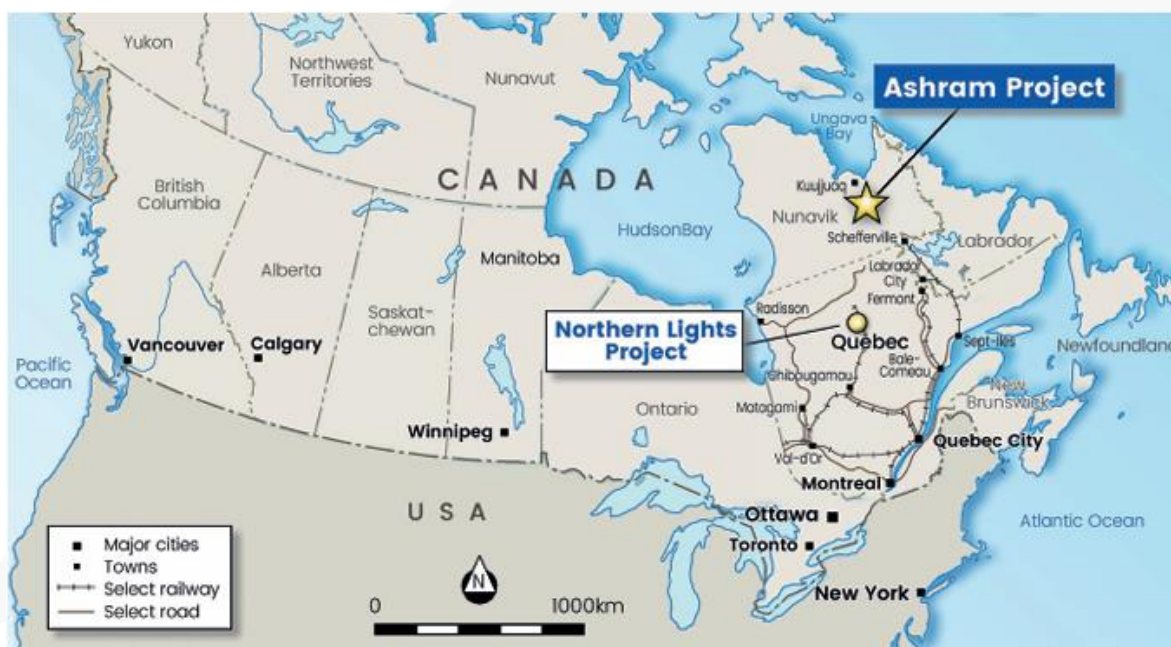 Yukon
Northwest
Territories
Nunavut
Ashram Project
Ungava
Bay
CANADA
Kuujjuaq
Nunavik
British
Columbia
HudsonBay
Schefferville
Labrador
Alberta
Manitoba
Saskat-
chewan
Labrador
City
Fermont
Radisson
Northern Lights
Project
Québec
Sept-Iles
Newfoundland
Pacific
Ocean
Vancouver
Calgary
Baie-
Comeau
Chibougamau
New
Brunswick
Ontario
Matagami
Winnipeg
Quebec City
Val-d'Or
Montreal
USA
Ottawa
Atlantic Ocean
Toronto
New York
Major cities
Towns
Select railway
Select road
N
0 1000km